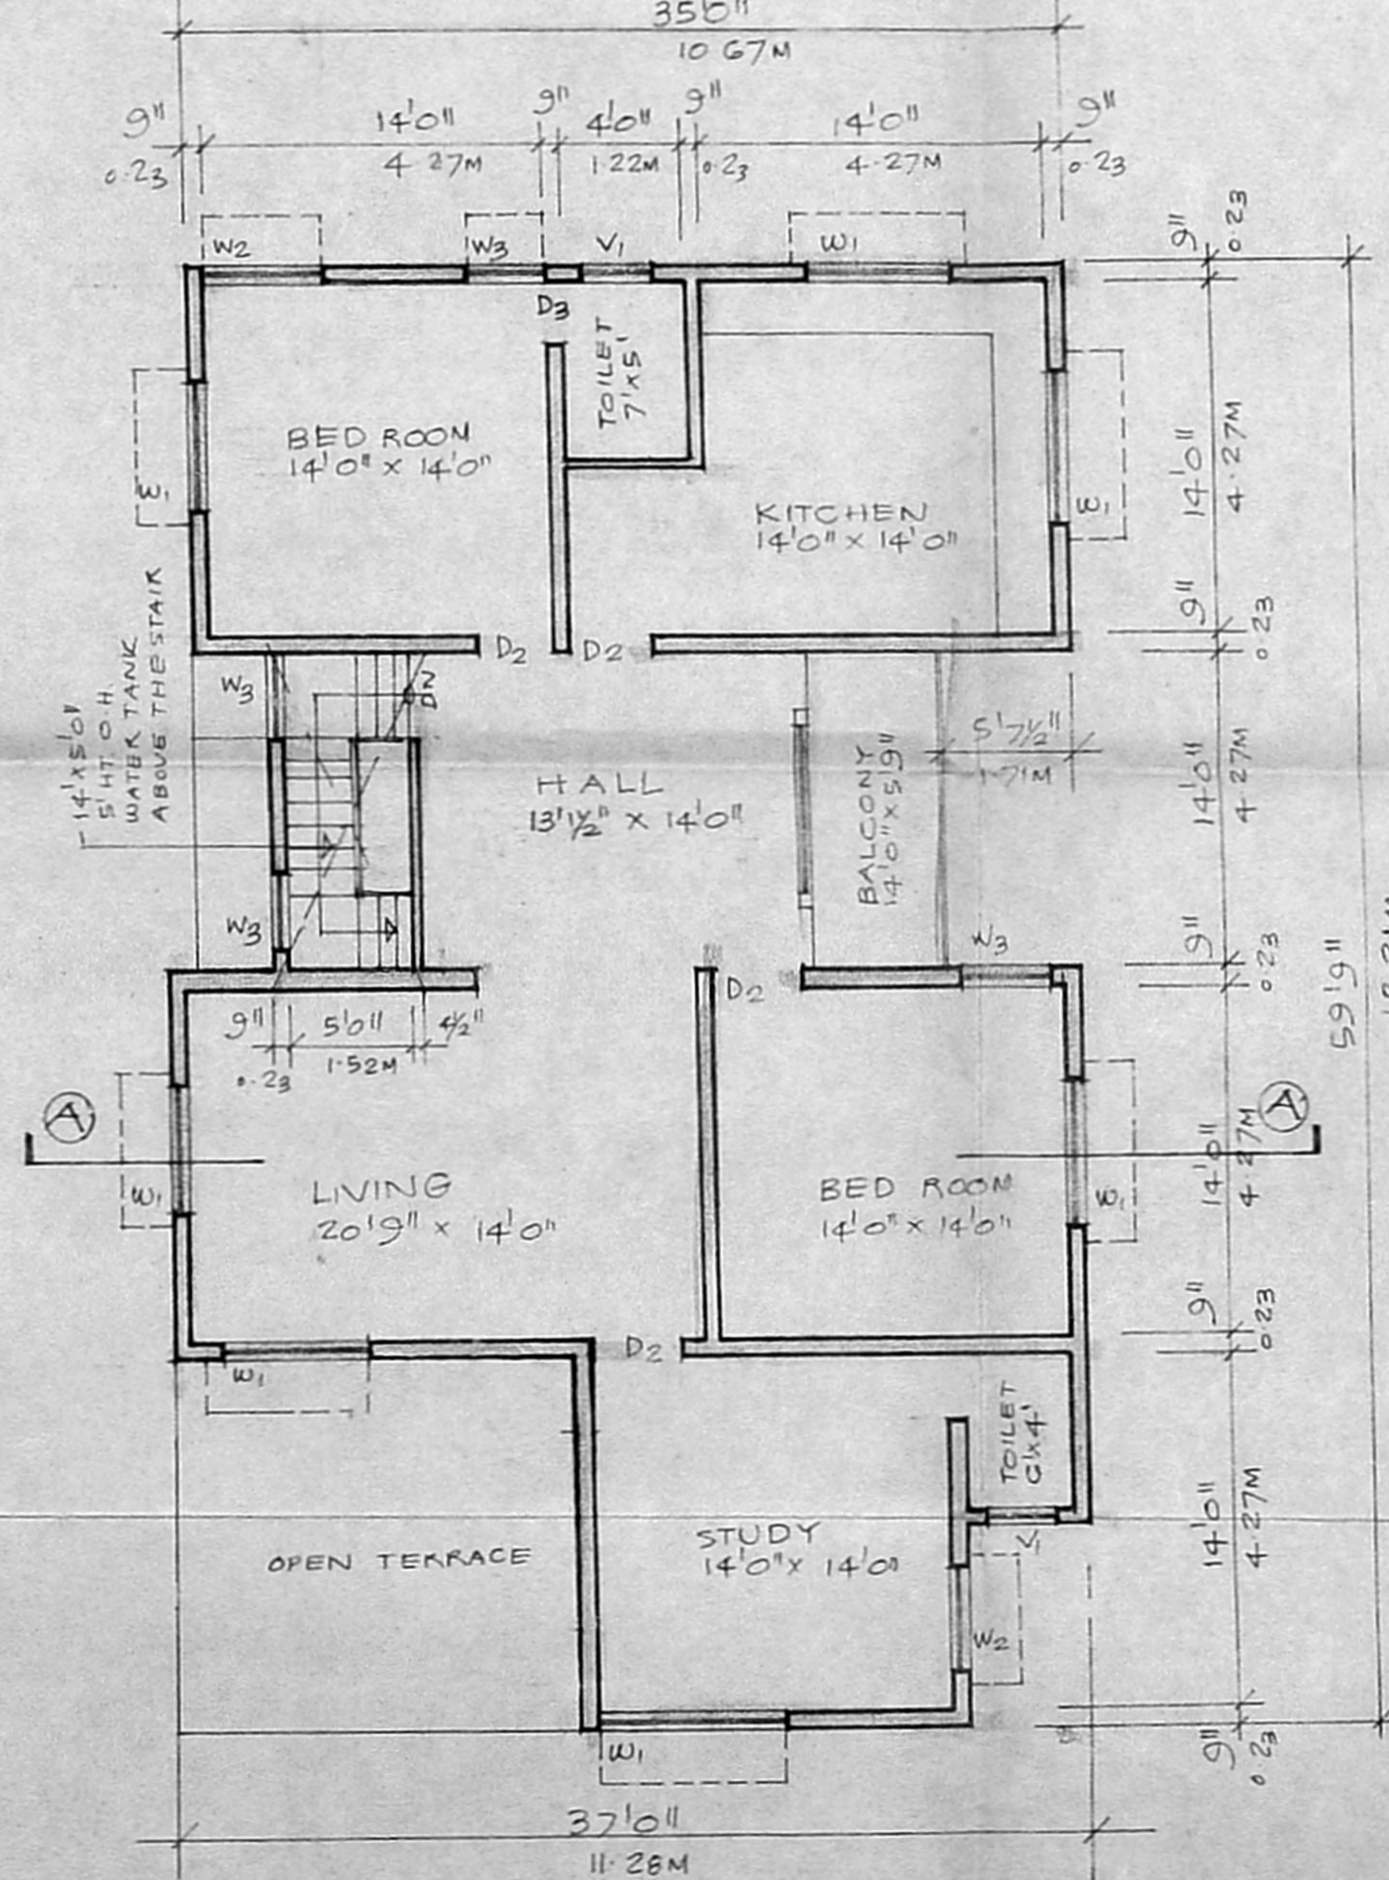 35'0"
10.67M
9" 14'0" 9" 4'0" 9" 14'0" 9"
0.23 4.27M 1.22M 0.23 4.27M 0.23
9"
0.23
W2 W3 V1 W1
D3
TOILET
7'x5'
BED ROOM
14'0" x 14'0"
W1
KITCHEN
14'0" x 14'0"
W1
14'0"
4.27M
9"
0.23
D2 D2
14'x5'0"
5' HT. O.H.
WATER TANK
ABOVE THE STAIR
W3
DN
HALL
13'1½" x 14'0"
BALCONY
14'0" x 5'9"
5'7½"
1.71M
14'0"
4.27M
W3
W3
9"
0.23
59'9"
D2
9" 5'0" 4½"
0.23 1.52M
A
A
14'0"
4.27M
W1
LIVING
20'9" x 14'0"
BED ROOM
14'0" x 14'0"
W1
9"
0.23
W1
D2
TOILET
OPEN TERRACE
STUDY
14'0" x 14'0"
V1
14'0"
4.27M
W2
W1
9"
0.23
37'0"
11.28M